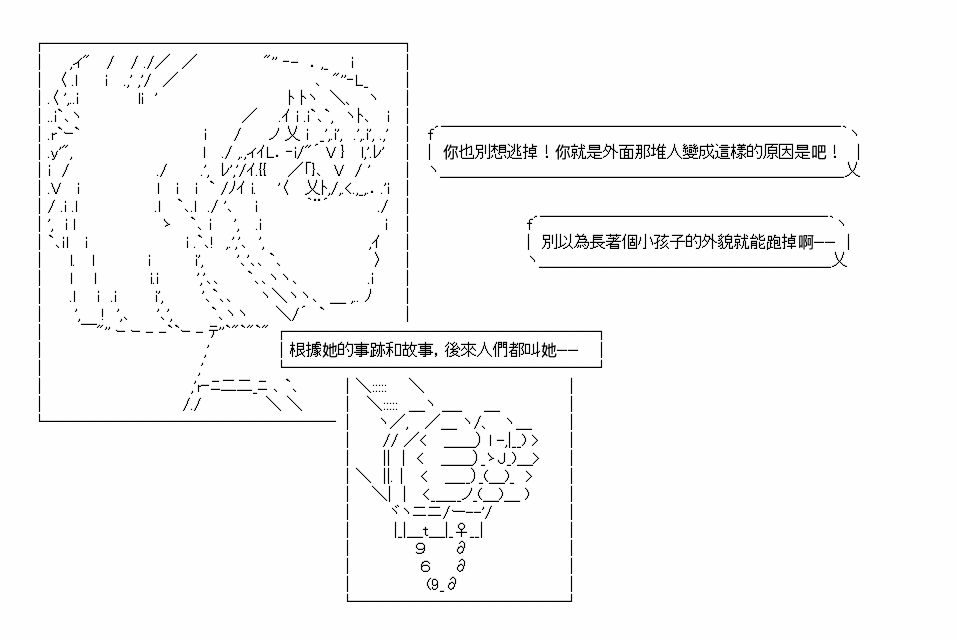 你也別想逃掉！你就是外面那堆人變成這樣的原因是吧！
別以為長著個小孩子的外貌就能跑掉啊──
根據她的事跡和故事，後來人們都叫她──